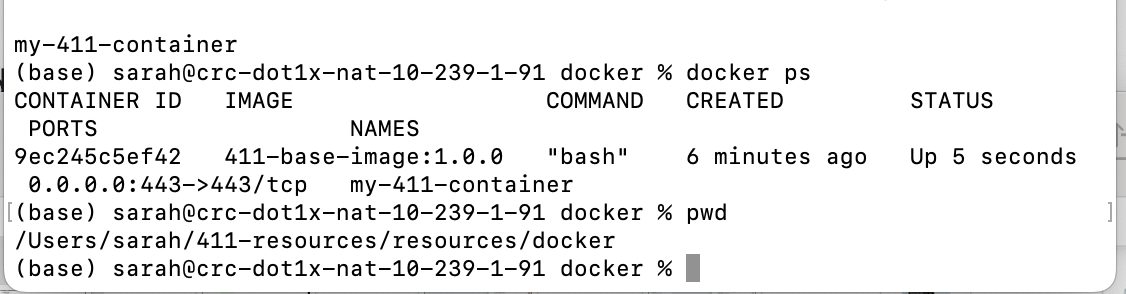 my-411-container
(base) sarah@crc-dot1x-nat-10-239-1-91 docker % docker ps
CONTAINER ID   IMAGE                  COMMAND   CREATED         STATUS
 PORTS                  NAMES
9ec245c5ef42   411-base-image:1.0.0   "bash"    6 minutes ago   Up 5 seconds
 0.0.0.0:443->443/tcp   my-411-container
[(base) sarah@crc-dot1x-nat-10-239-1-91 docker % pwd ]
/Users/sarah/411-resources/resources/docker
(base) sarah@crc-dot1x-nat-10-239-1-91 docker %